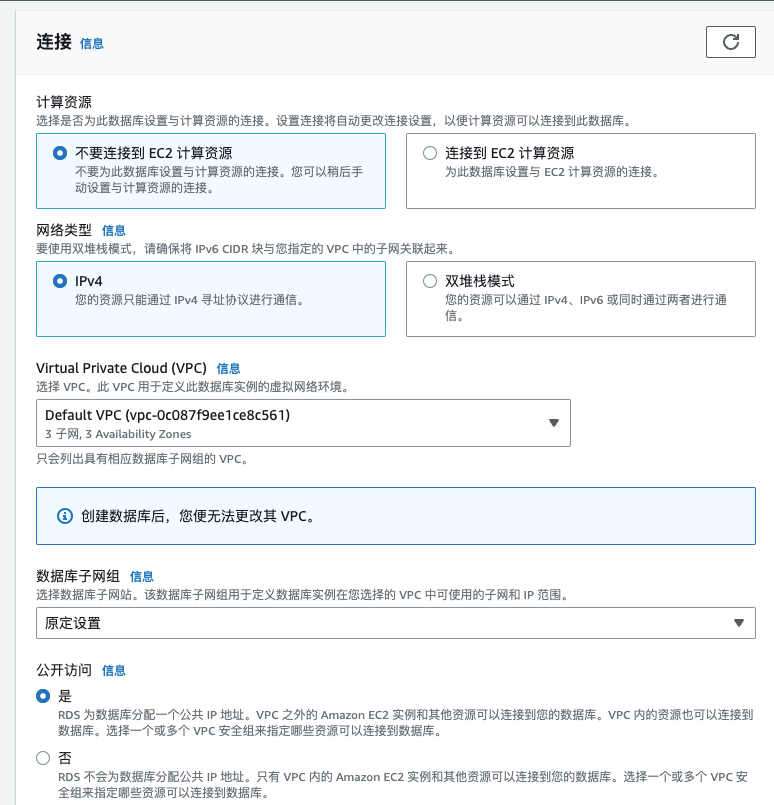 连接 信息
计算资源
选择是否为此数据库设置与计算资源的连接。设置连接将自动更改连接设置，以便计算资源可以连接到此数据库。
不要连接到 EC2 计算资源
不要为此数据库设置与计算资源的连接。您可以稍后手
动设置与计算资源的连接。
连接到 EC2 计算资源
为此数据库设置与 EC2 计算资源的连接。
网络类型 信息
要使用双堆栈模式，请确保将 IPv6 CIDR 块与您指定的 VPC 中的子网关联起来。
IPv4
您的资源只能通过 IPv4 寻址协议进行通信。
双堆栈模式
您的资源可以通过 IPv4、IPv6 或同时通过两者进行通
信。
Virtual Private Cloud (VPC) 信息
选择 VPC。此 VPC 用于定义此数据库实例的虚拟网络环境。
Default VPC (vpc-0c087f9ee1ce8c561)
3 子网, 3 Availability Zones
只会列出具有相应数据库子网组的 VPC。
创建数据库后，您便无法更改其 VPC。
数据库子网组 信息
选择数据库子网站。该数据库子网组用于定义数据库实例在您选择的 VPC 中可使用的子网和 IP 范围。
原定设置
公开访问 信息
是
RDS 为数据库分配一个公共 IP 地址。VPC 之外的 Amazon EC2 实例和其他资源可以连接到您的数据库。VPC 内的资源也可以连接到
数据库。选择一个或多个 VPC 安全组来指定哪些资源可以连接到数据库。
否
RDS 不会为数据库分配公共 IP 地址。只有 VPC 内的 Amazon EC2 实例和其他资源可以连接到您的数据库。选择一个或多个 VPC 安
全组来指定哪些资源可以连接到数据库。